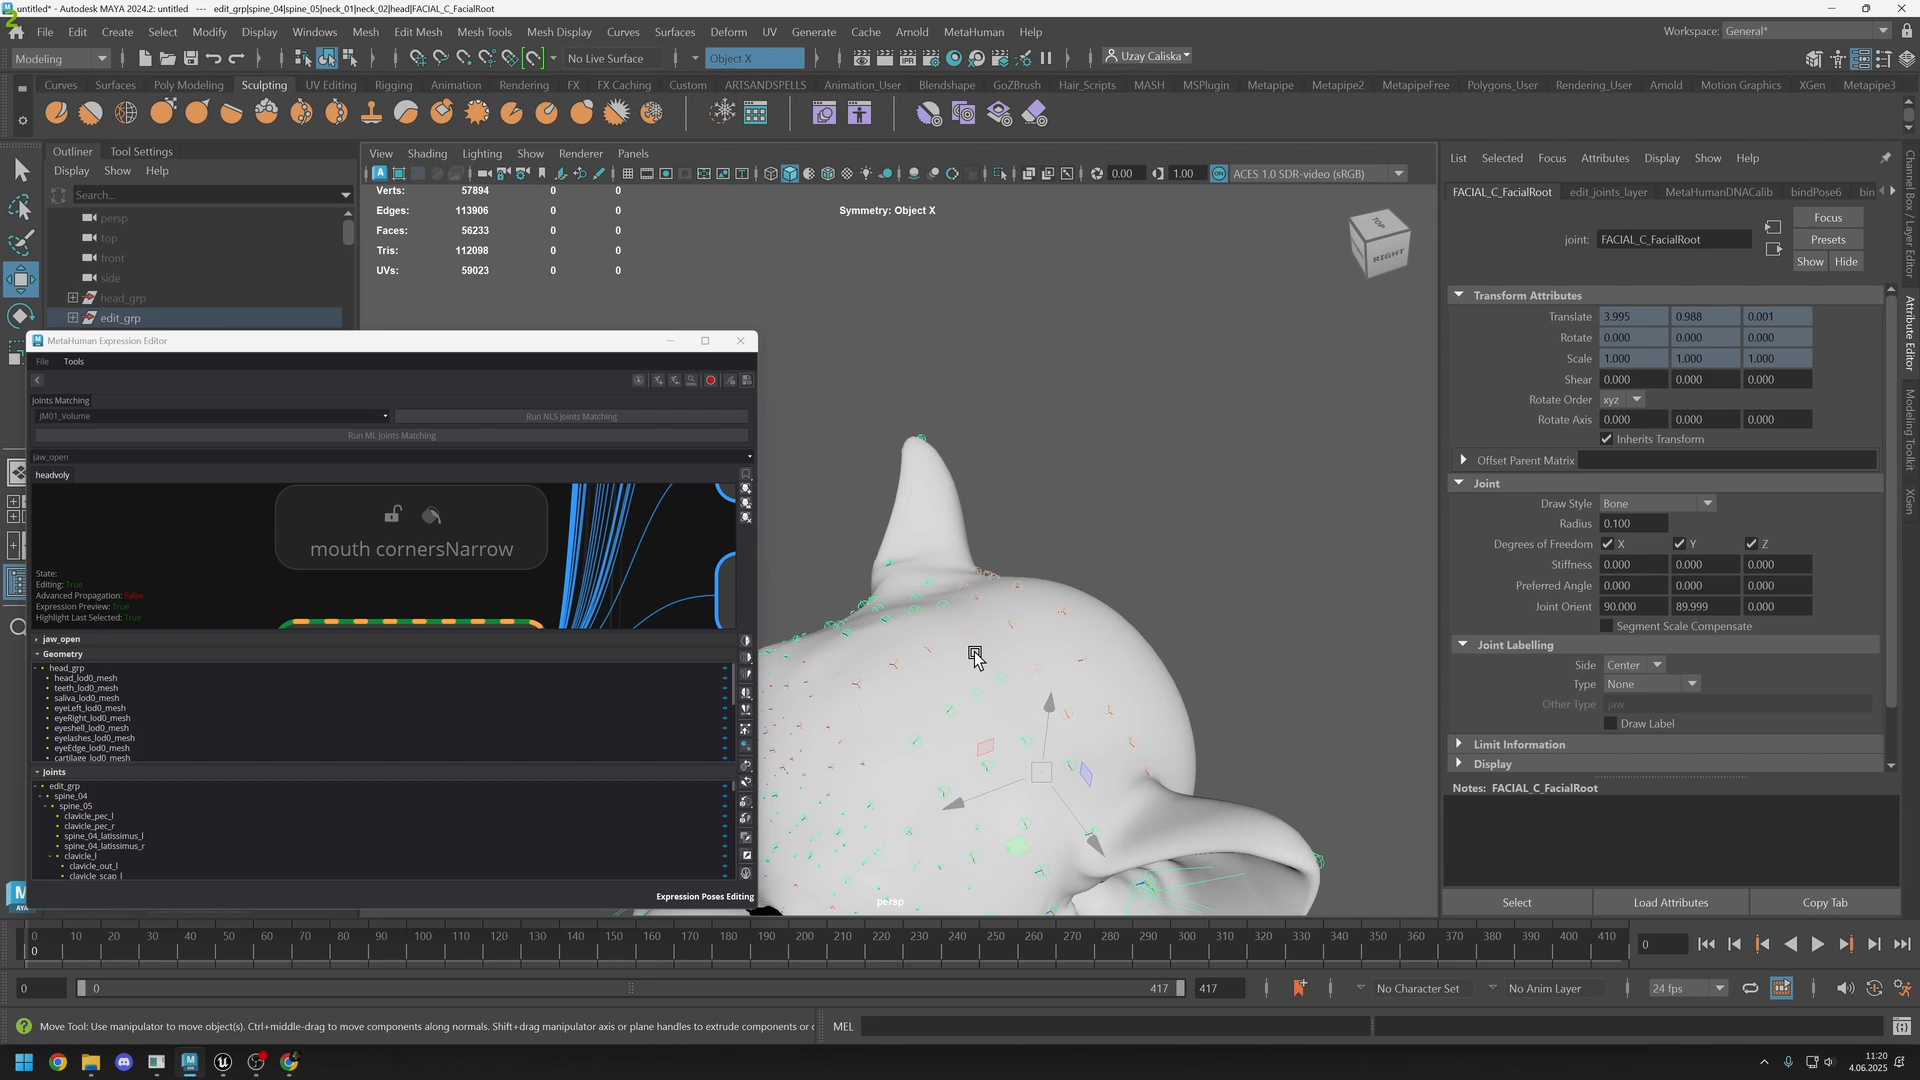 untitled* - Autodesk MAYA 2024.2: untitled --- edit_grp|spine_04|spine_05|neck_01|neck_02|head|FACIAL_C_FacialRoot
2
File Edit Create Select Modify Display Windows Mesh Edit Mesh Mesh Tools Mesh Display Curves Surfaces Deform UV Generate Cache Arnold MetaHuman Help
Workspace: General*
Modeling No Live Surface Object X Uzay Caliska
Curves Surfaces Poly Modeling Sculpting UV Editing Rigging Animation Rendering FX FX Caching Custom ARTSANDSPELLS Animation_User Blendshape GoZBrush Hair_Scripts MASH MSPlugin Metapipe Metapipe2 MetapipeFree Polygons_User Rendering_User Arnold Motion Graphics XGen Metapipe3
Outliner Tool Settings
Display Show Help
Search...
persp
top
front
side
head_grp
edit_grp
View Shading Lighting Show Renderer Panels
0.00 1.00 ACES 1.0 SDR-video (sRGB)
Verts: 57894 0 0
Edges: 113906 0 0
Faces: 56233 0 0
Tris: 112098 0 0
UVs: 59023 0 0
Symmetry: Object X
TOP
RIGHT
persp
MetaHuman Expression Editor
File Tools
Joints Matching
JM01_Volume Run NLS Joints Matching
Run ML Joints Matching
jaw_open
headvoly
mouth cornersNarrow
State:
Editing: True
Advanced Propagation: False
Expression Preview: True
Highlight Last Selected: True
jaw_open
Geometry
head_grp
head_lod0_mesh
teeth_lod0_mesh
saliva_lod0_mesh
eyeLeft_lod0_mesh
eyeRight_lod0_mesh
eyeshell_lod0_mesh
eyelashes_lod0_mesh
eyeEdge_lod0_mesh
cartilage_lod0_mesh
Joints
edit_grp
spine_04
spine_05
clavicle_pec_l
clavicle_pec_r
spine_04_latissimus_l
spine_04_latissimus_r
clavicle_l
clavicle_out_l
clavicle_scap_l
Expression Poses Editing
List Selected Focus Attributes Display Show Help
FACIAL_C_FacialRoot edit_joints_layer MetaHumanDNACalib bindPose6 bin
joint: FACIAL_C_FacialRoot
Focus
Presets
Show Hide
Transform Attributes
Translate 3.995 0.988 0.001
Rotate 0.000 0.000 0.000
Scale 1.000 1.000 1.000
Shear 0.000 0.000 0.000
Rotate Order xyz
Rotate Axis 0.000 0.000 0.000
Inherits Transform
Offset Parent Matrix
Joint
Draw Style Bone
Radius 0.100
Degrees of Freedom X Y Z
Stiffness 0.000 0.000 0.000
Preferred Angle 0.000 0.000 0.000
Joint Orient 90.000 89.999 0.000
Segment Scale Compensate
Joint Labelling
Side Center
Type None
Other Type jaw
Draw Label
Limit Information
Display
Notes: FACIAL_C_FacialRoot
Select Load Attributes Copy Tab
Channel Box / Layer Editor
Attribute Editor
Modeling Toolkit
XGen
0 10 20 30 40 50 60 70 80 90 100 110 120 130 140 150 160 170 180 190 200 210 220 230 240 250 260 270 280 290 300 310 320 330 340 350 360 370 380 390 400 410
0
0
0 0 417 417 No Character Set No Anim Layer 24 fps
Move Tool: Use manipulator to move object(s). Ctrl+middle-drag to move components along normals. Shift+drag manipulator axis or plane handles to extrude components or c
MEL
11:20
4.06.2025